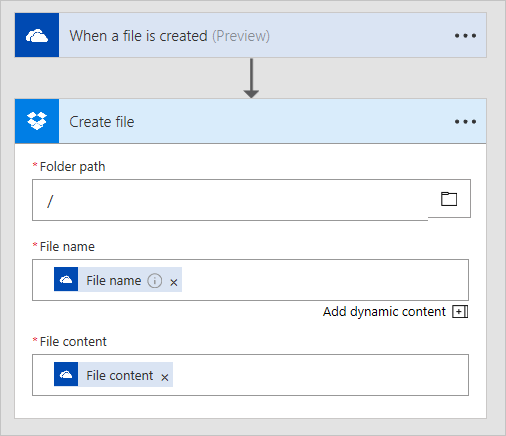 When a file is created (Preview)
Create file
*Folder path
/
*File name
File name
Add dynamic content
*File content
File content